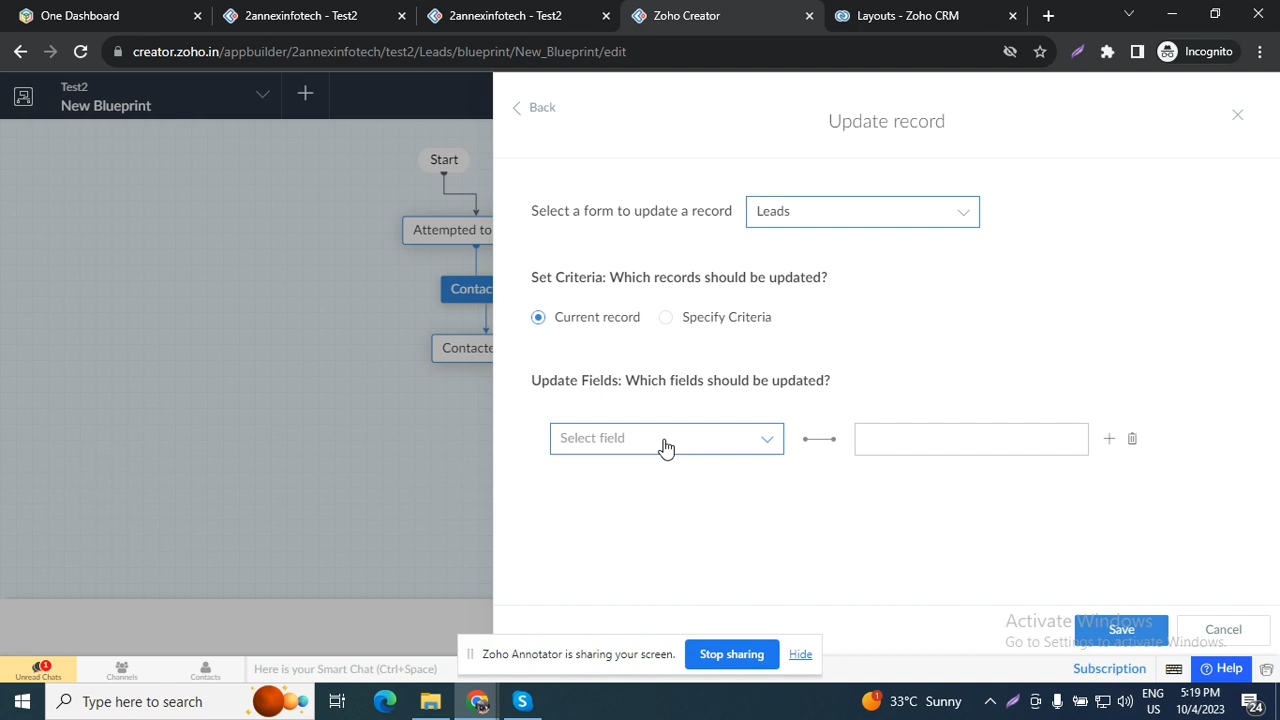 One Dashboard
2annexinfotech - Test2
2annexinfotech - Test2
Zoho Creator
Layouts - Zoho CRM
creator.zoho.in/appbuilder/2annexinfotech/test2/Leads/blueprint/New_Blueprint/edit
Incognito
Test2
New Blueprint
Back
Update record
Start
Select a form to update a record
Leads
Attempted to
Set Criteria: Which records should be updated?
Contac
Current record
Specify Criteria
Contacte
Update Fields: Which fields should be updated?
Select field
Activate Windows
Go to Settings to activate Windows.
Save
Cancel
Zoho Annotator is sharing your screen.
Stop sharing
Hide
1
Unread Chats
Channels
Contacts
Here is your Smart Chat (Ctrl+Space)
Subscription
Help
Type here to search
1
33°C Sunny
ENG
US
5:19 PM
10/4/2023
24